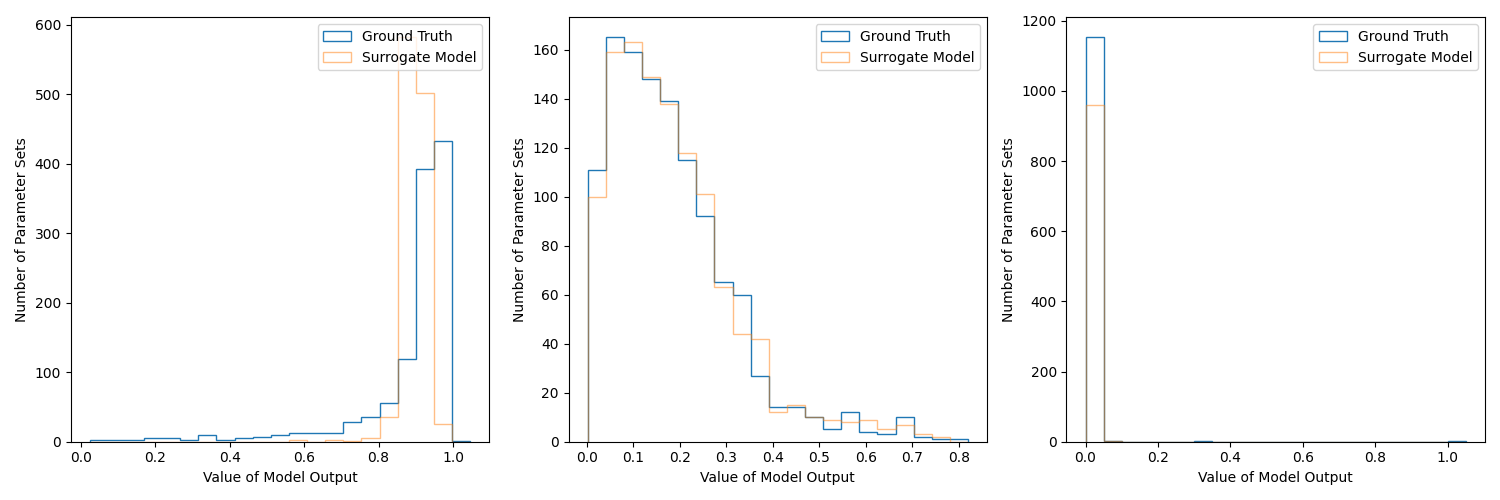 600
500
400
300
200
100
0
0.0 0.2 0.4 0.6 0.8 1.0
Value of Model Output
Number of Parameter Sets
Ground Truth
Surrogate Model
160
140
120
100
80
60
40
20
0
0.0 0.1 0.2 0.3 0.4 0.5 0.6 0.7 0.8
Value of Model Output
Number of Parameter Sets
Ground Truth
Surrogate Model
1200
1000
800
600
400
200
0
0.0 0.2 0.4 0.6 0.8 1.0
Value of Model Output
Number of Parameter Sets
Ground Truth
Surrogate Model